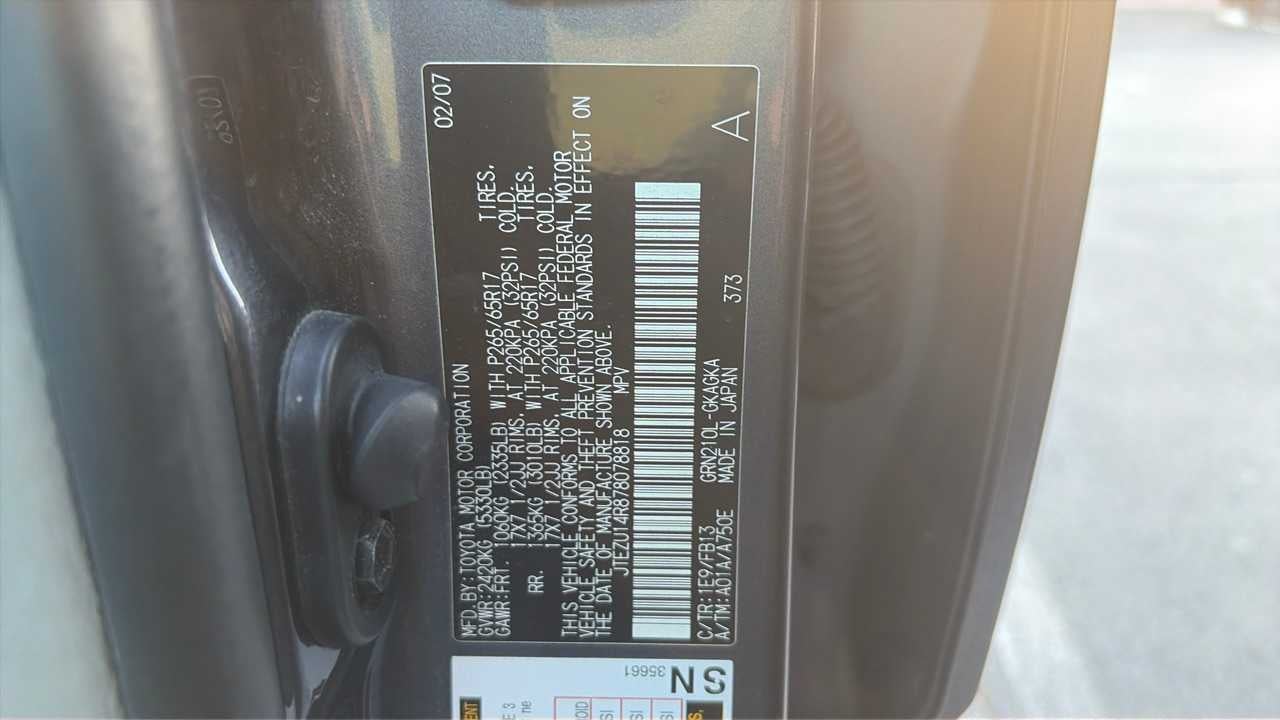 MFD. BY:TOYOTA MOTOR CORPORATION 02/07
GVWR:2420KG (5330LB)
GAWR:FRT. 1060KG (2335LB) WITH P265/65R17 TIRES,
17X7 1/2JJ RIMS, AT 220KPA (32PSI) COLD.
RR. 1365KG (3010LB) WITH P265/65R17 TIRES,
17X7 1/2JJ RIMS, AT 220KPA (32PSI) COLD.
THIS VEHICLE CONFORMS TO ALL APPLICABLE FEDERAL MOTOR
VEHICLE SAFETY AND THEFT PREVENTION STANDARDS IN EFFECT ON
THE DATE OF MANUFACTURE SHOWN ABOVE.
JTEZU14R878078818 MPV
C/TR:1E9/FB13 GRN210L-GKAGKA
A/TM:A01A/A750E MADE IN JAPAN 373 A
35661
SN